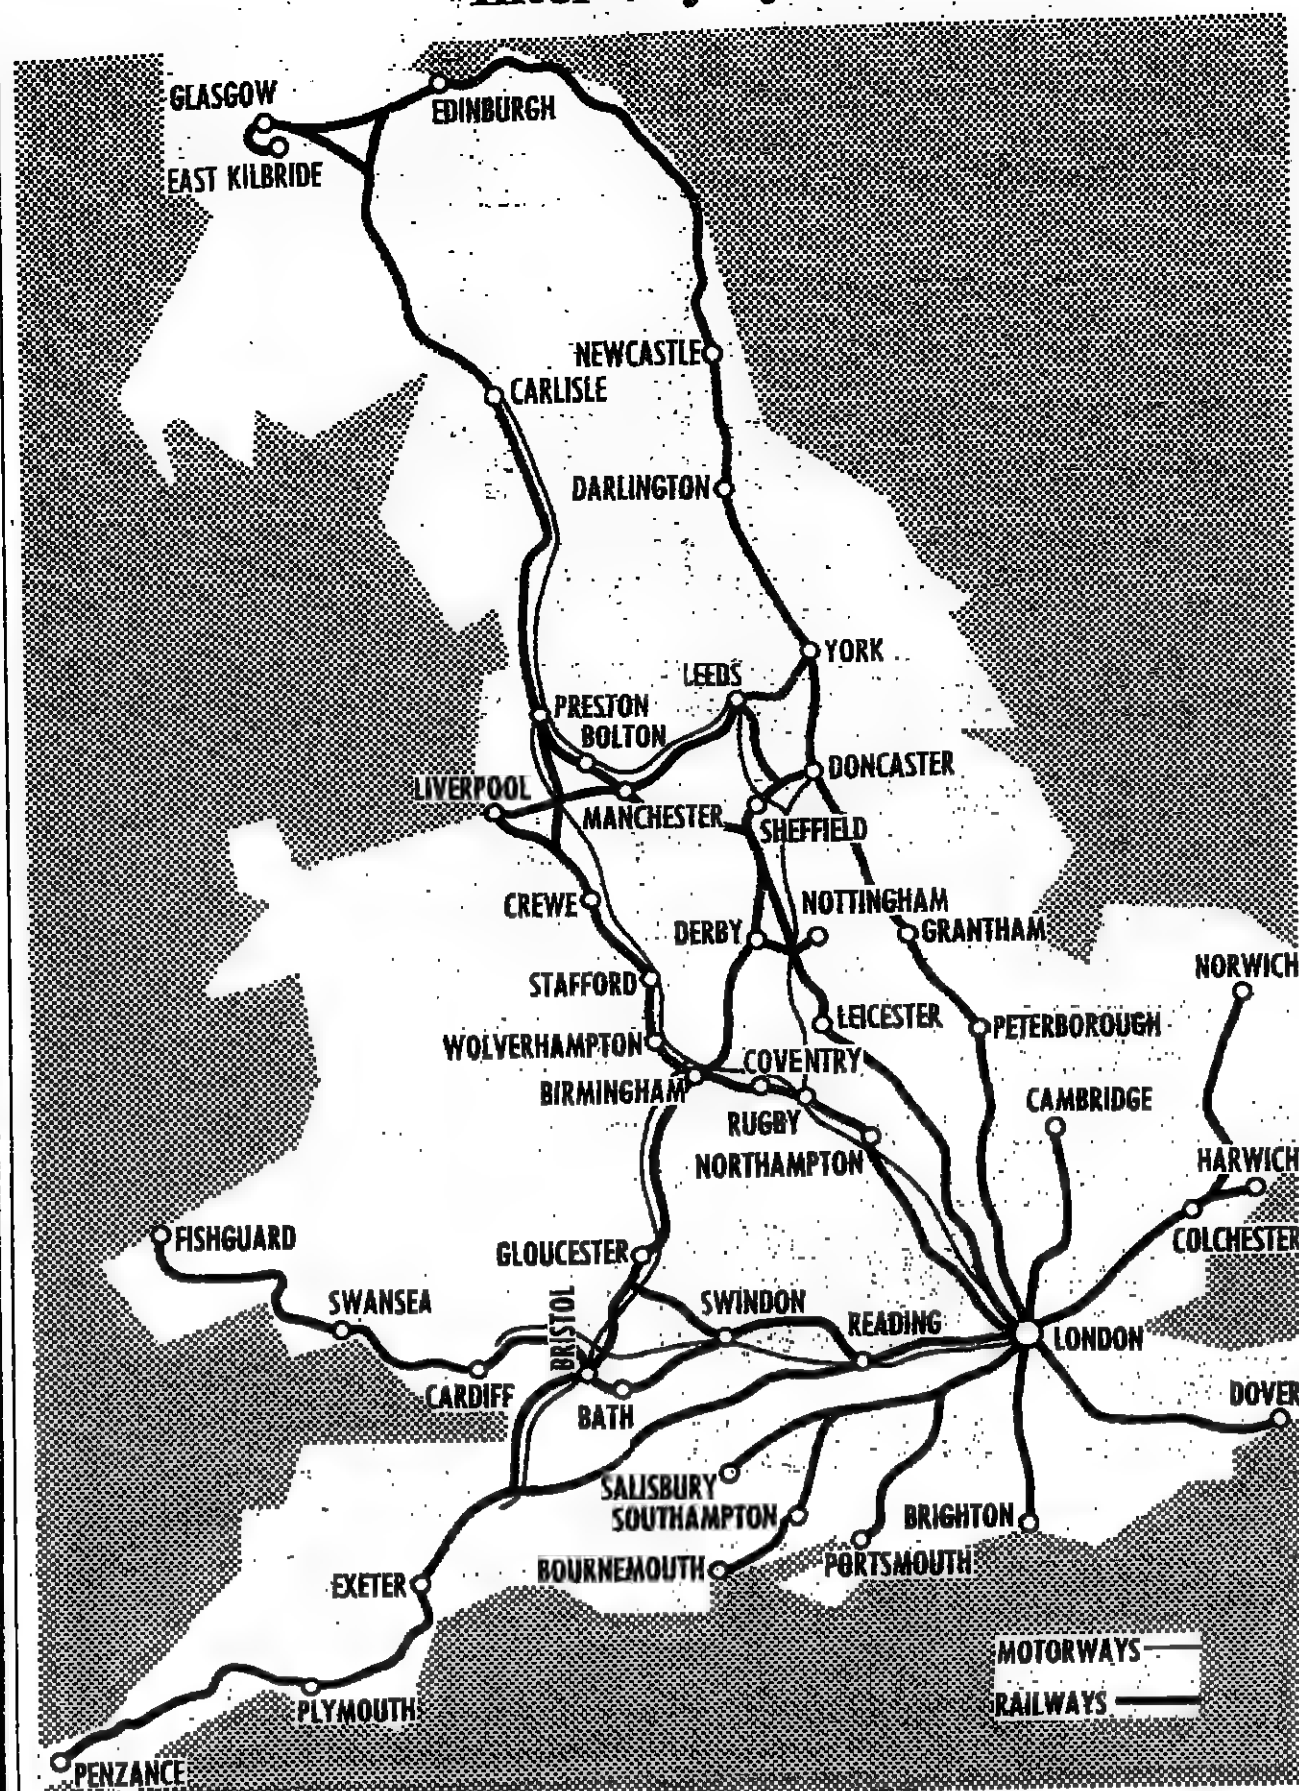 GLASGOW
EDINBURGH
EAST KILBRIDE
NEWCASTLE
CARLISLE
DARLINGTON
YORK
LEEDS
PRESTON
BOLTON
DONCASTER
LIVERPOOL
MANCHESTER
SHEFFIELD
CREWE
NOTTINGHAM
DERBY
GRANTHAM
NORWICH
STAFFORD
LEICESTER
PETERBOROUGH
WOLVERHAMPTON
COVENTRY
BIRMINGHAM
CAMBRIDGE
RUGBY
NORTHAMPTON
HARWICH
FISHGUARD
GLOUCESTER
COLCHESTER
SWANSEA
BRISTOL
SWINDON
READING
LONDON
CARDIFF
BATH
DOVER
SALISBURY
SOUTHAMPTON
BRIGHTON
BOURNEMOUTH
PORTSMOUTH
EXETER
MOTORWAYS
RAILWAYS
PLYMOUTH
PENZANCE